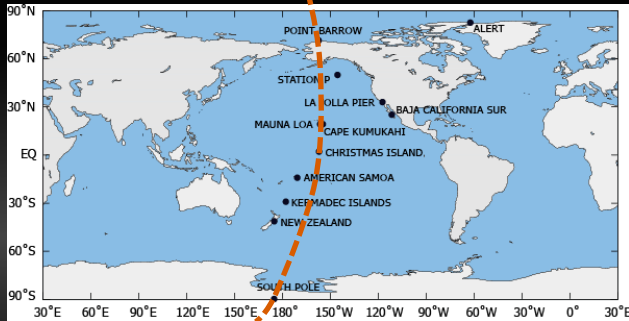 90°N
POINT BARROW
ALERT
60°N
STATION P
30°N
LA JOLLA PIER
BAJA CALIFORNIA SUR
MAUNA LOA
CAPE KUMUKAHI
EQ
CHRISTMAS ISLAND
AMERICAN SAMOA
30°S
KERMADEC ISLANDS
NEW ZEALAND
60°S
SOUTH POLE
90°S
30°E 60°E 90°E 120°E 150°E 180°E 150°W 120°W 90°W 60°W 30°W 0° 30°E